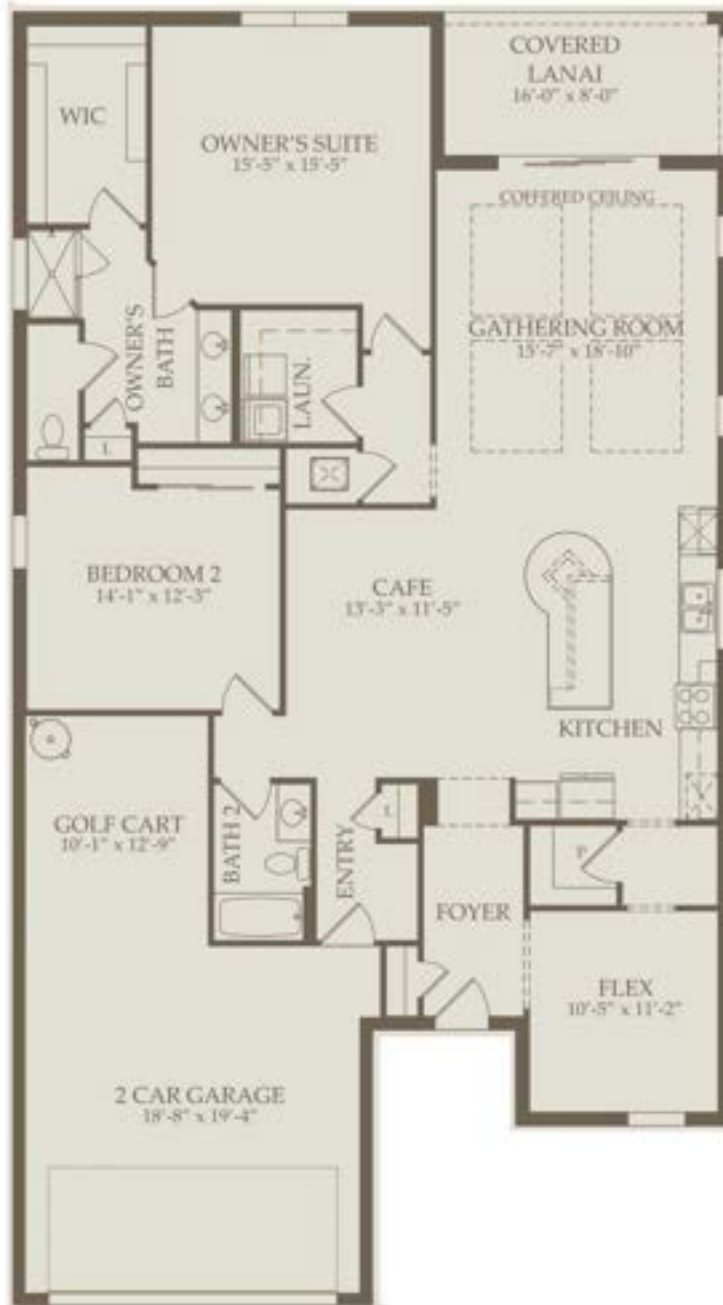 COVERED
LANAI
16'-0" x 8'-0"
WIC
OWNER'S SUITE
15'-5" x 15'-5"
COFFERED CEILING
GATHERING ROOM
15'-7" x 18'-10"
OWNER'S
BATH
LAUN.
L
BEDROOM 2
14'-1" x 12'-3"
CAFE
13'-3" x 11'-5"
KITCHEN
GOLF CART
10'-1" x 12'-9"
BATH 2
ENTRY
L
P
FOYER
FLEX
10'-5" x 11'-2"
2 CAR GARAGE
18'-8" x 19'-4"